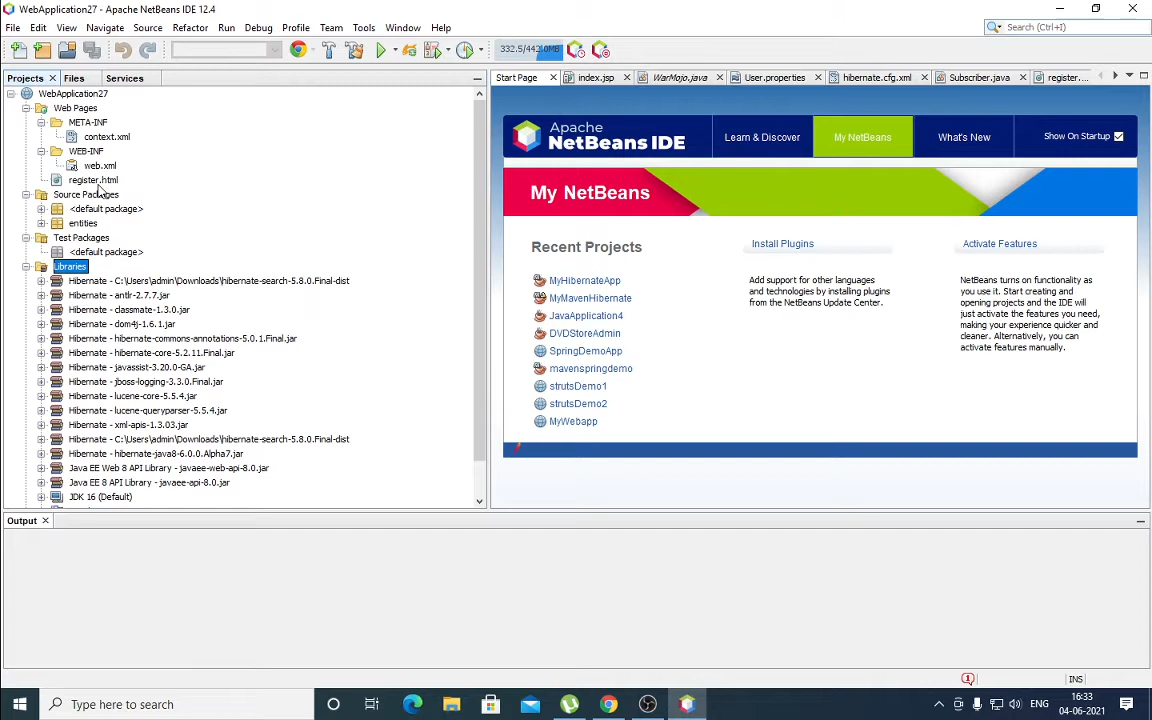 WebApplication27 - Apache NetBeans IDE 12.4
File Edit View Navigate Source Refactor Run Debug Profile Team Tools Window Help
Search (Ctrl+I)
332.5/442.0MB
Projects Files Services
Start Page index.jsp WarMojo.java User.properties hibernate.cfg.xml Subscriber.java register....
WebApplication27
Web Pages
META-INF
context.xml
WEB-INF
web.xml
register.html
Source Packages
<default package>
entities
Test Packages
<default package>
Libraries
Hibernate - C:\Users\admin\Downloads\hibernate-search-5.8.0.Final-dist
Hibernate - antlr-2.7.7.jar
Hibernate - classmate-1.3.0.jar
Hibernate - dom4j-1.6.1.jar
Hibernate - hibernate-commons-annotations-5.0.1.Final.jar
Hibernate - hibernate-core-5.2.11.Final.jar
Hibernate - javassist-3.20.0-GA.jar
Hibernate - jboss-logging-3.3.0.Final.jar
Hibernate - lucene-core-5.5.4.jar
Hibernate - lucene-queryparser-5.5.4.jar
Hibernate - xml-apis-1.3.03.jar
Hibernate - C:\Users\admin\Downloads\hibernate-search-5.8.0.Final-dist
Hibernate - hibernate-java8-6.0.0.Alpha7.jar
Java EE Web 8 API Library - javaee-web-api-8.0.jar
Java EE 8 API Library - javaee-api-8.0.jar
JDK 16 (Default)
Apache
NetBeans IDE
Learn & Discover
My NetBeans
What's New
Show On Startup
My NetBeans
Recent Projects
MyHibernateApp
MyMavenHibernate
JavaApplication4
DVDStoreAdmin
SpringDemoApp
mavenspringdemo
strutsDemo1
strutsDemo2
MyWebapp
Install Plugins
Add support for other languages
and technologies by installing plugins
from the NetBeans Update Center.
Activate Features
NetBeans turns on functionality as
you use it. Start creating and
opening projects and the IDE will
just activate the features you need,
making your experience quicker and
cleaner. Alternatively, you can
activate features manually.
Output
1
INS
Type here to search
ENG
16:33
04-06-2021